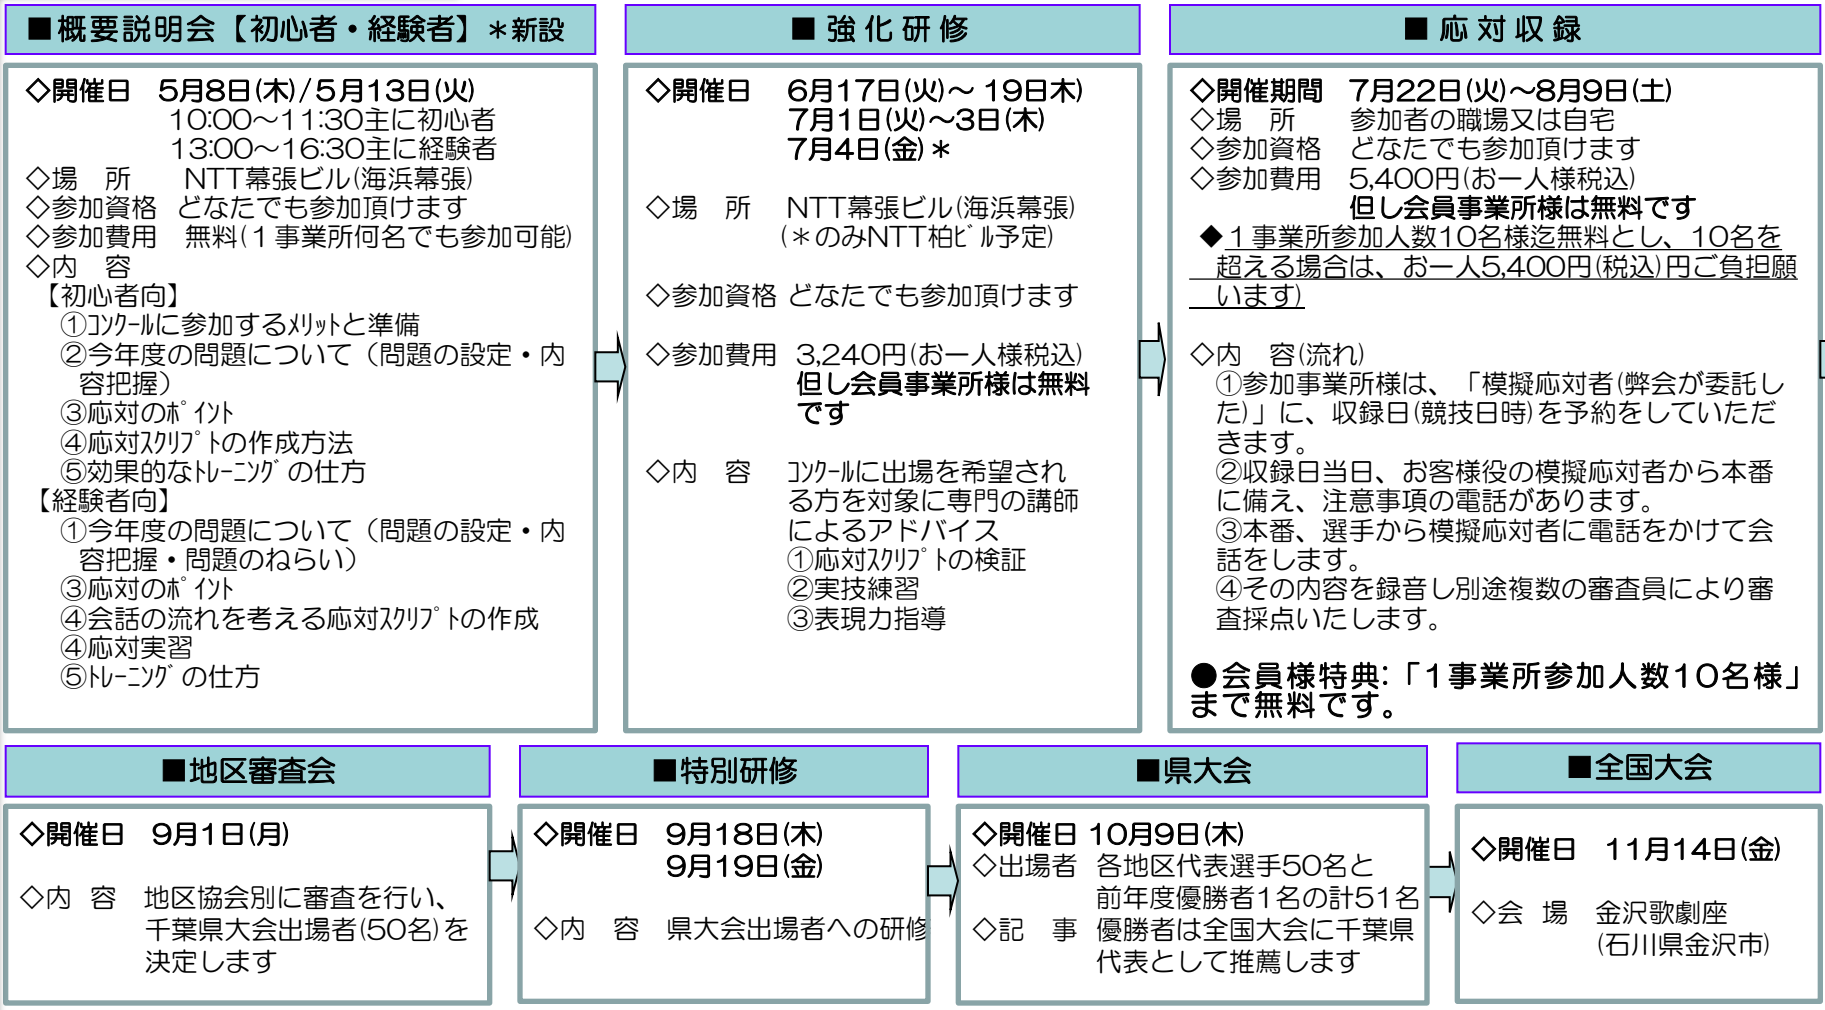 ■概要説明会【初心者・経験者】＊新設
◇開催日　5月8日(木)/5月13日(火)
10:00～11:30主に初心者
13:00～16:30主に経験者
◇場　所　　NTT幕張ビル(海浜幕張)
◇参加資格　どなたでも参加頂けます
◇参加費用　無料(１事業所何名でも参加可能)
◇内　容
【初心者向】
①ｺﾝｸｰﾙに参加するﾒﾘｯﾄと準備
②今年度の問題について（問題の設定・内
容把握）
③応対のﾎﾟｲﾝﾄ
④応対ｽｸﾘﾌﾟﾄの作成方法
⑤効果的なﾄﾚｰﾆﾝｸﾞの仕方
【経験者向】
①今年度の問題について（問題の設定・内
容把握・問題のねらい）
③応対のﾎﾟｲﾝﾄ
④会話の流れを考える応対ｽｸﾘﾌﾟﾄの作成
④応対実習
⑤ﾄﾚｰﾆﾝｸﾞの仕方
■強化研修
◇開催日　6月17日(火)～19日木)
7月1日(火)～3日(木)
7月4日(金)＊
◇場　所　NTT幕張ビル(海浜幕張)
(＊のみNTT柏ﾋﾞﾙ予定)
◇参加資格 どなたでも参加頂けます
◇参加費用　3,240円(お一人様税込)
但し会員事業所様は無料
です
◇内　容　ｺﾝｸｰﾙに出場を希望され
る方を対象に専門の講師
によるアドバイス
①応対ｽｸﾘﾌﾟﾄの検証
②実技練習
③表現力指導
■応対収録
◇開催期間　7月22日(火)～8月9日(土)
◇場　所　参加者の職場又は自宅
◇参加資格　どなたでも参加頂けます
◇参加費用　5,400円(お一人様税込)
但し会員事業所様は無料です
◆１事業所参加人数10名様迄無料とし、10名を
超える場合は、お一人5,400円(税込)円ご負担願
います)
◇内　容(流れ)
①参加事業所様は、「模擬応対者(弊会が委託し
た)」に、収録日(競技日時)を予約をしていただ
きます。
②収録日当日、お客様役の模擬応対者から本番
に備え、注意事項の電話があります。
③本番、選手から模擬応対者に電話をかけて会
話をします。
④その内容を録音し別途複数の審査員により審
査採点いたします。
●会員様特典:「1事業所参加人数10名様」
まで無料です。
■地区審査会
◇開催日　9月1日(月)
◇内　容　地区協会別に審査を行い、
千葉県大会出場者(50名)を
決定します
■特別研修
◇開催日　9月18日(木)
9月19日(金)
◇内　容　県大会出場者への研修
■県大会
◇開催日 10月9日(木)
◇出場者　各地区代表選手50名と
前年度優勝者1名の計51名
◇記　事　優勝者は全国大会に千葉県
代表として推薦します
■全国大会
◇開催日　11月14日(金)
◇会　場　金沢歌劇座
(石川県金沢市)